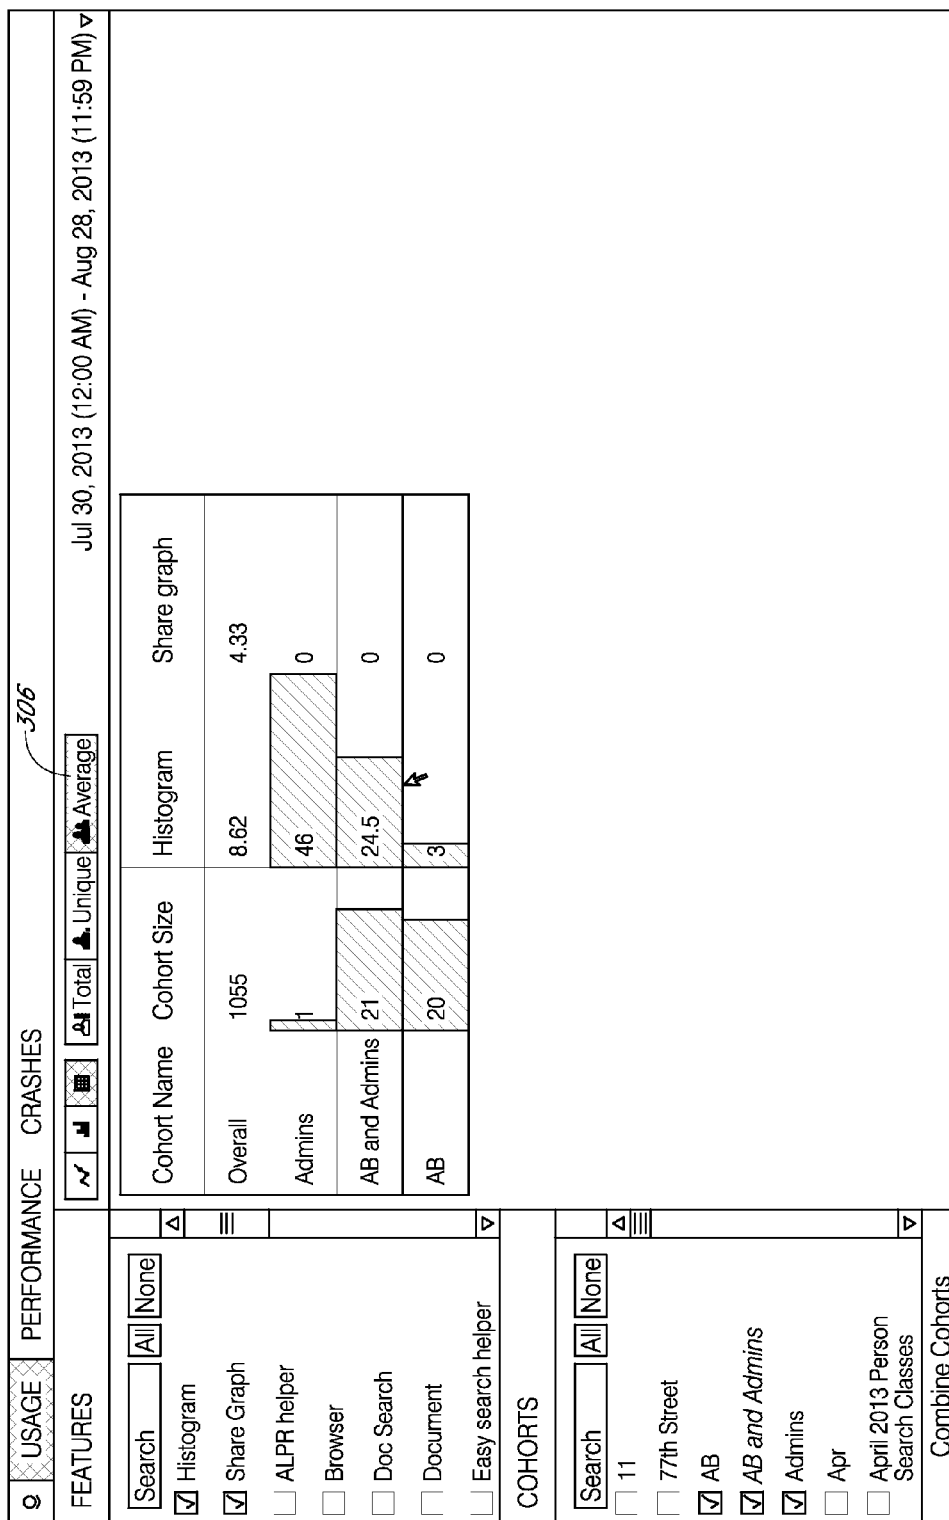 USAGE PERFORMANCE CRASHES
306
FEATURES
Total Unique Average Jul 30, 2013 (12:00 AM) - Aug 28, 2013 (11:59 PM)
Search All None
Histogram
Share Graph
ALPR helper
Browser
Doc Search
Document
Easy search helper
COHORTS
Search All None
11
77th Street
AB
AB and Admins
Admins
Apr
April 2013 Person
Search Classes
Combine Cohorts
Cohort Name Cohort Size Histogram Share graph
Overall 1055 8.62 4.33
Admins 1 46 0
AB and Admins 21 24.5 0
AB 20 3 0